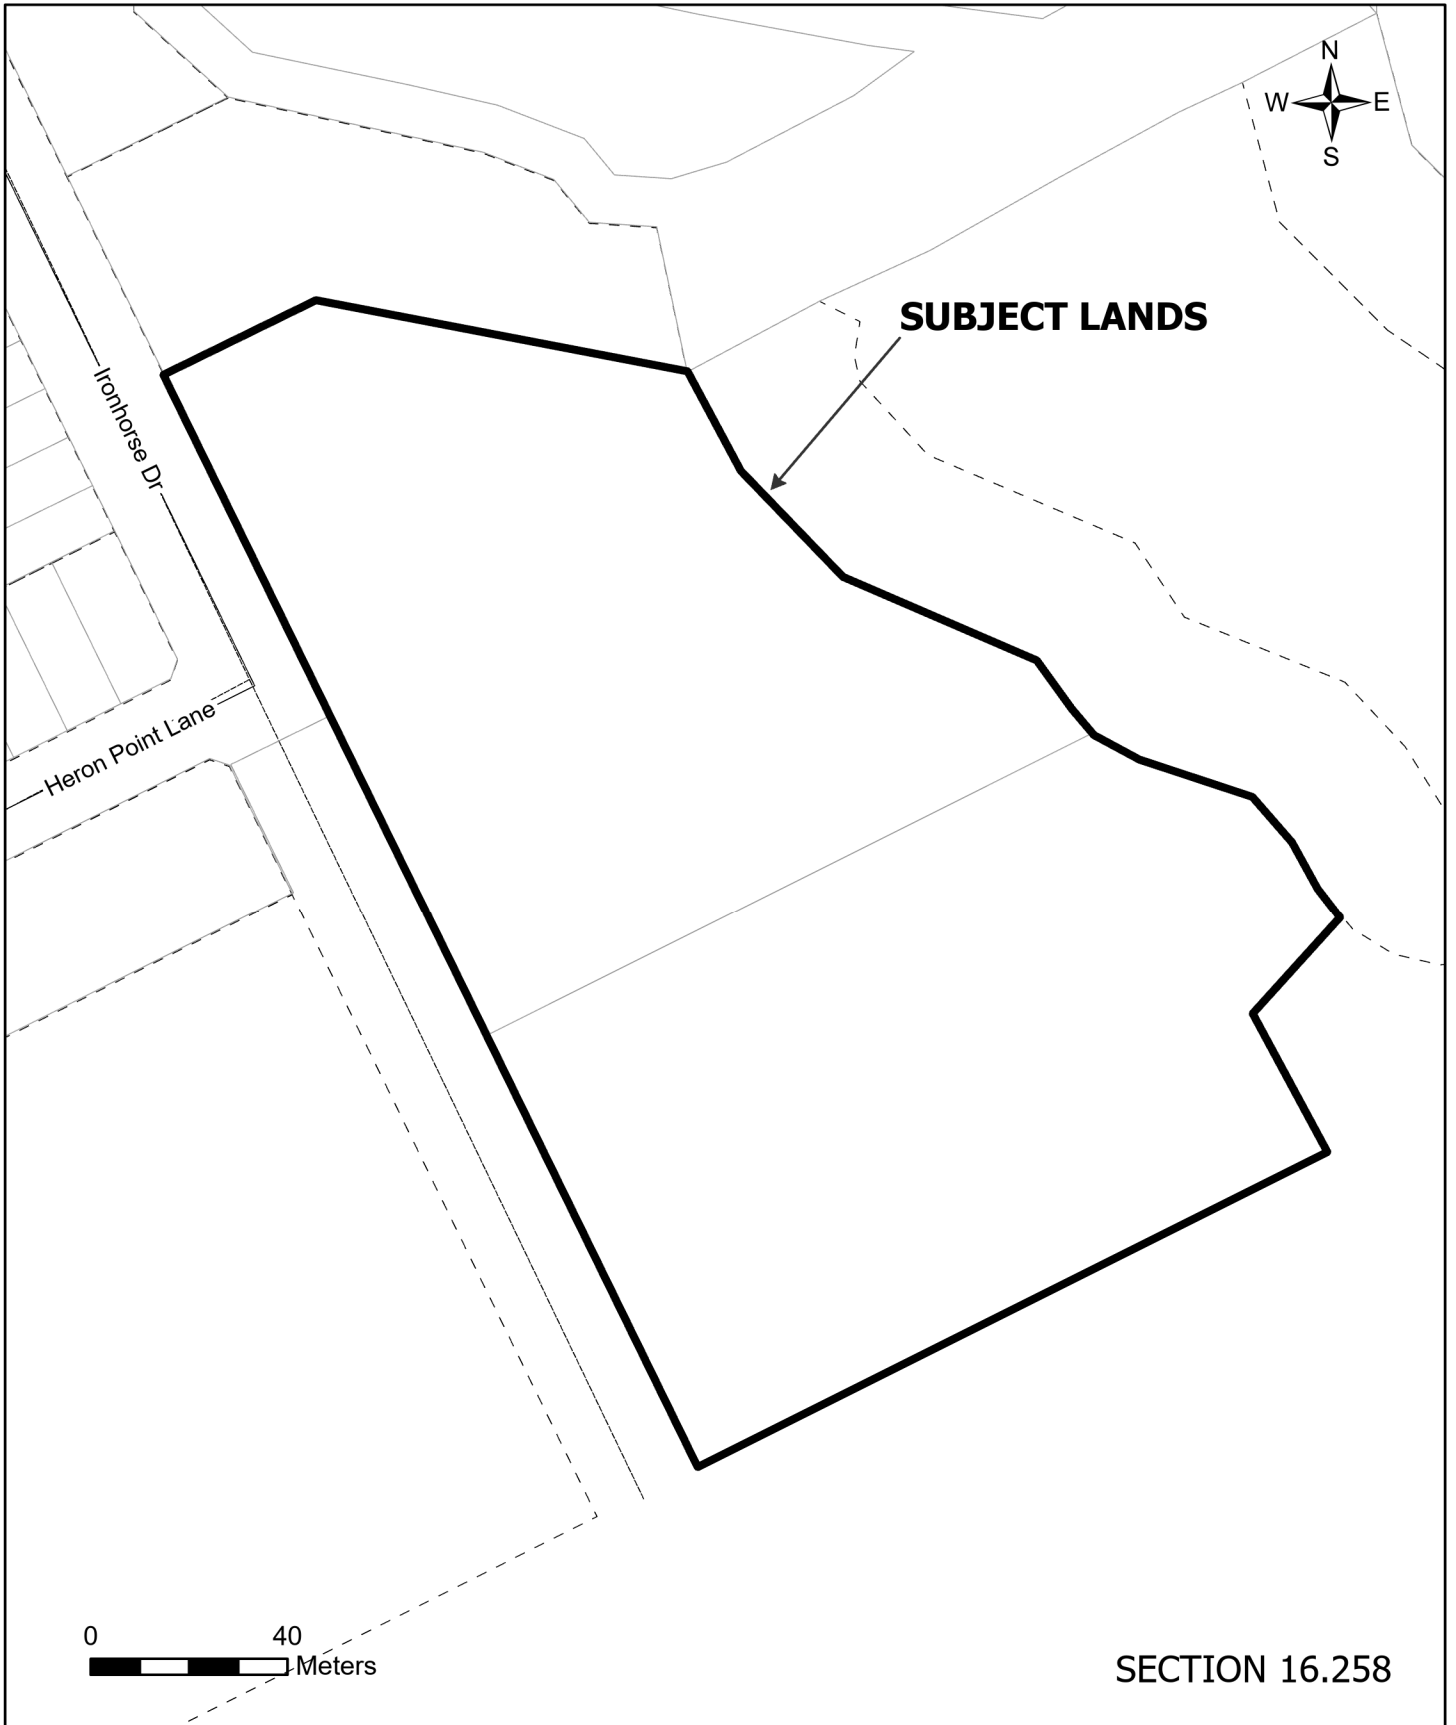 N
W E
S
SUBJECT LANDS
Ironhorse Dr
Heron Point Lane
0 40
Meters
SECTION 16.258